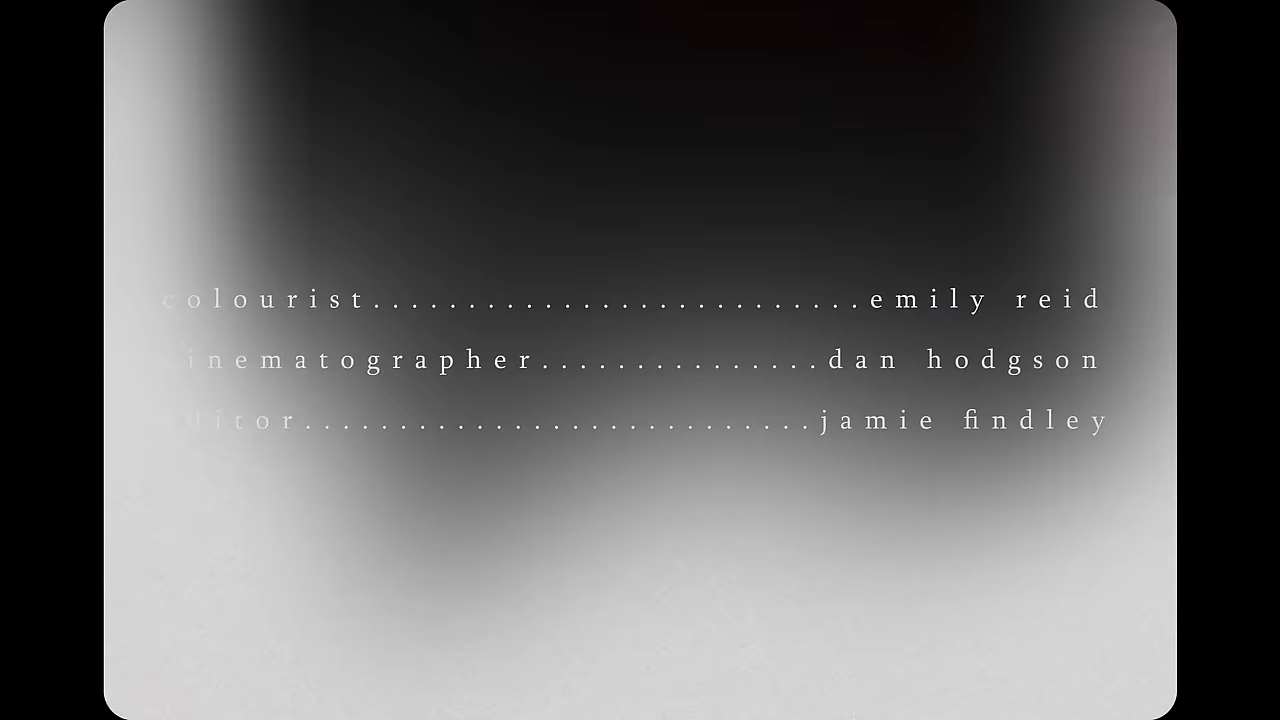 colourist...........................emily reid
cinematographer...............dan hodgson
editor............................jamie findley